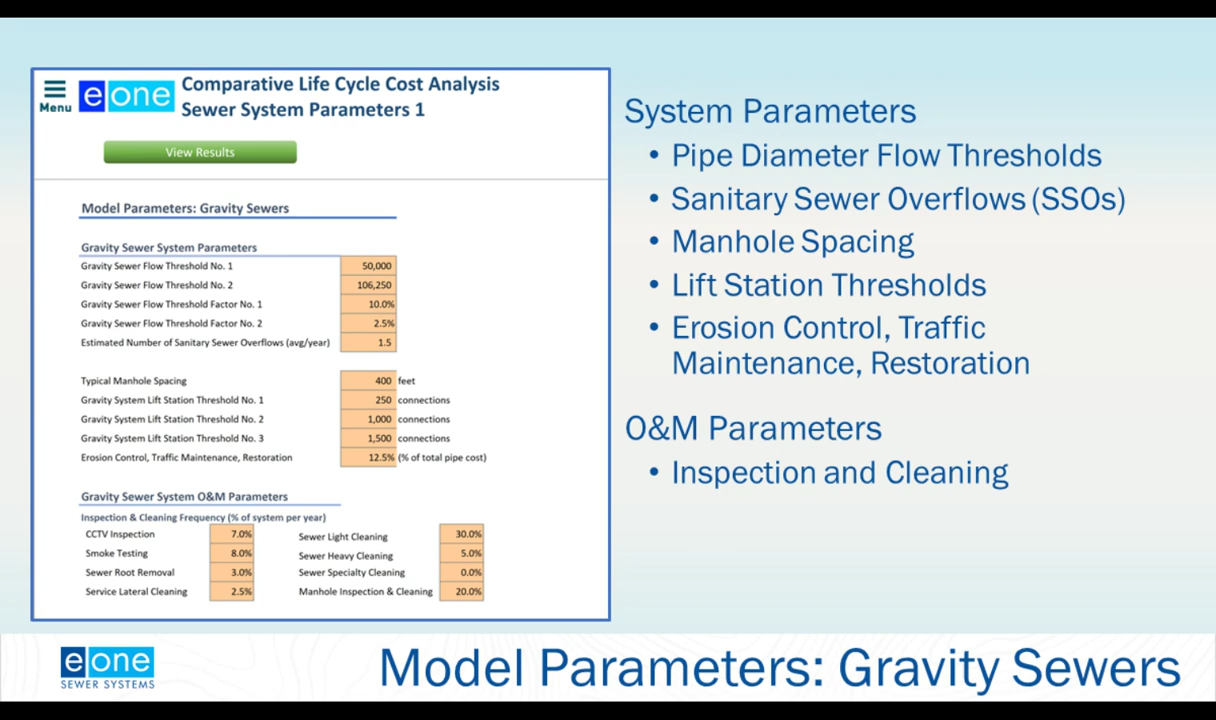 Menu
e one
Comparative Life Cycle Cost Analysis
Sewer System Parameters 1
View Results
Model Parameters: Gravity Sewers
Gravity Sewer System Parameters
Gravity Sewer Flow Threshold No. 1 50,000
Gravity Sewer Flow Threshold No. 2 106,250
Gravity Sewer Flow Threshold Factor No. 1 10.0%
Gravity Sewer Flow Threshold Factor No. 2 2.5%
Estimated Number of Sanitary Sewer Overflows (avg/year) 1.5
Typical Manhole Spacing 400 feet
Gravity System Lift Station Threshold No. 1 250 connections
Gravity System Lift Station Threshold No. 2 1,000 connections
Gravity System Lift Station Threshold No. 3 1,500 connections
Erosion Control, Traffic Maintenance, Restoration 12.5% (% of total pipe cost)
Gravity Sewer System O&M Parameters
Inspection & Cleaning Frequency (% of system per year)
CCTV Inspection 7.0% Sewer Light Cleaning 30.0%
Smoke Testing 8.0% Sewer Heavy Cleaning 5.0%
Sewer Root Removal 3.0% Sewer Specialty Cleaning 0.0%
Service Lateral Cleaning 2.5% Manhole Inspection & Cleaning 20.0%
System Parameters
• Pipe Diameter Flow Thresholds
• Sanitary Sewer Overflows (SSOs)
• Manhole Spacing
• Lift Station Thresholds
• Erosion Control, Traffic
Maintenance, Restoration
O&M Parameters
• Inspection and Cleaning
e one
SEWER SYSTEMS
Model Parameters: Gravity Sewers